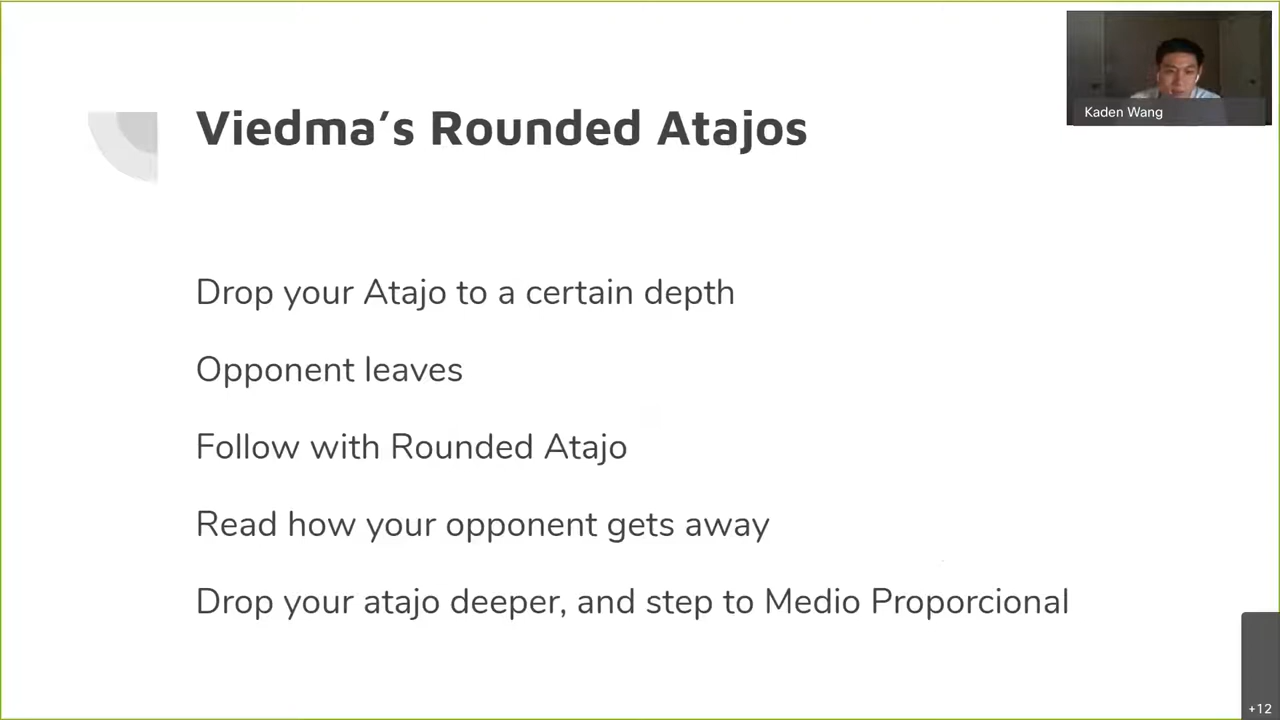 Viedma’s Rounded Atajos
Kaden Wang
Drop your Atajo to a certain depth
Opponent leaves
Follow with Rounded Atajo
Read how your opponent gets away
Drop your atajo deeper, and step to Medio Proporcional
+12